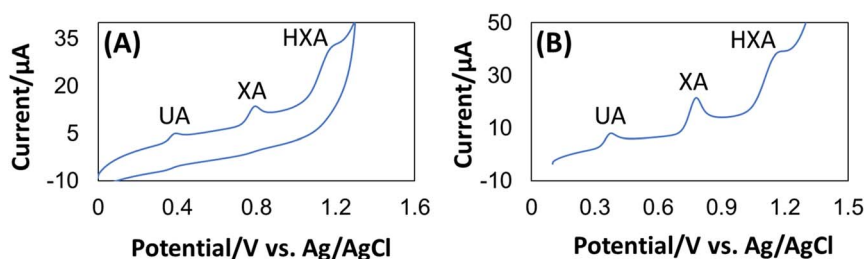 (A)
35
20
5
-10
0
0.4
0.8
1.2
1.6
UA
XA
HXA
Current/μA
Potential/V vs. Ag/AgCl
(B)
50
30
10
-10
0
0.3
0.6
0.9
1.2
1.5
UA
XA
HXA
Current/μA
Potential/V vs. Ag/AgCl